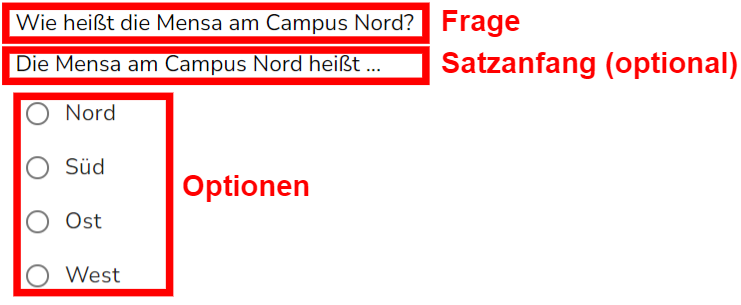 Wie heißt die Mensa am Campus Nord? Frage
Die Mensa am Campus Nord heißt ... Satzanfang (optional)
Nord
Süd
Optionen
Ost
West